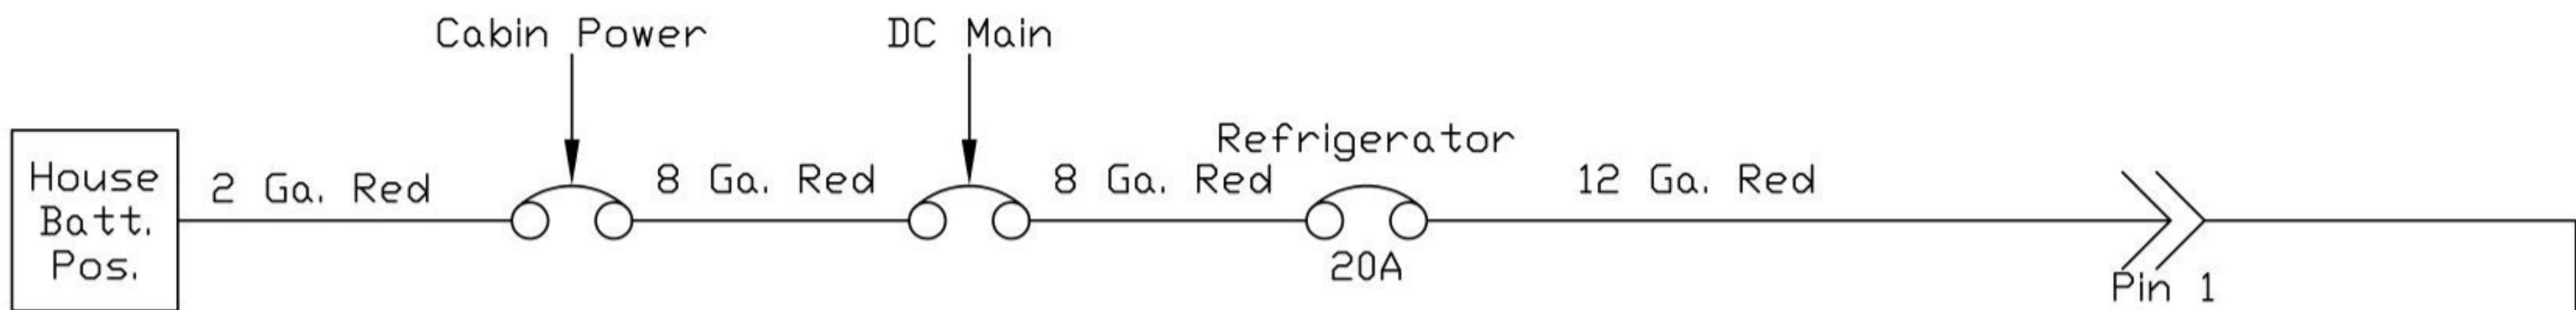 Cabin Power
DC Main
Refrigerator
House
Batt.
Pos.
2 Ga. Red
8 Ga. Red
8 Ga. Red
12 Ga. Red
20A
Pin 1